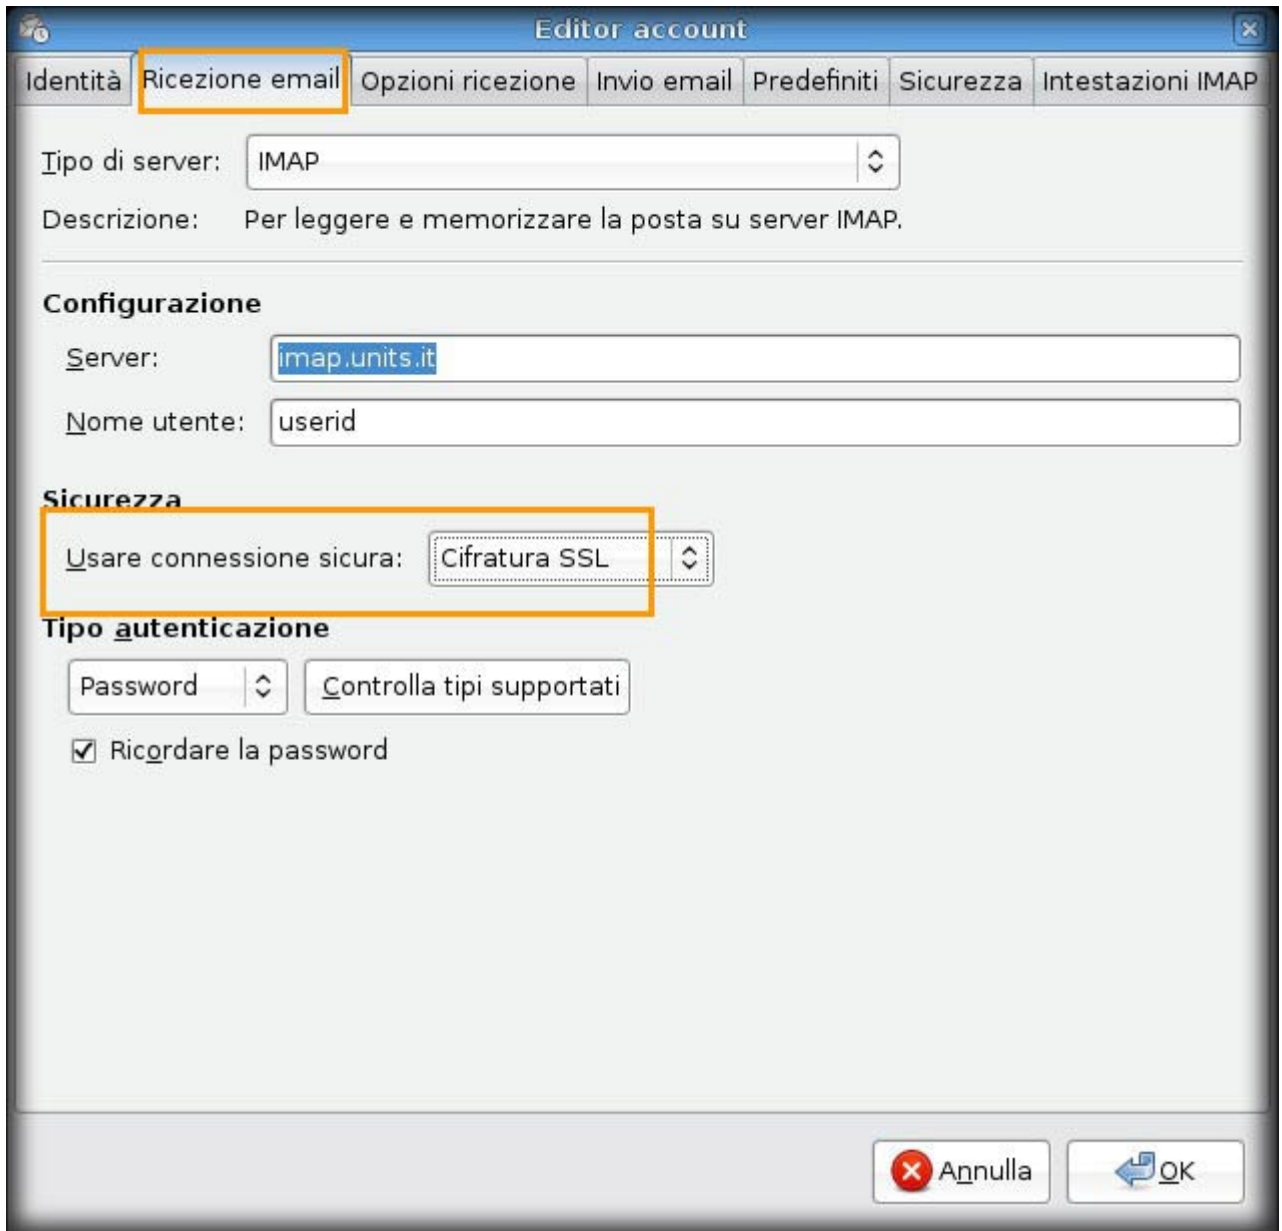 Editor account
Identità Ricezione email Opzioni ricezione Invio email Predefiniti Sicurezza Intestazioni IMAP
Tipo di server: IMAP
Descrizione: Per leggere e memorizzare la posta su server IMAP.
Configurazione
Server: imap.units.it
Nome utente: userid
Sicurezza
Usare connessione sicura: Cifratura SSL
Tipo autenticazione
Password Controlla tipi supportati
Ricordare la password
Annulla OK